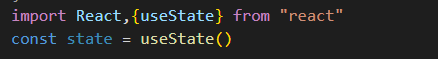 import React,{useState} from "react"
const state = useState()